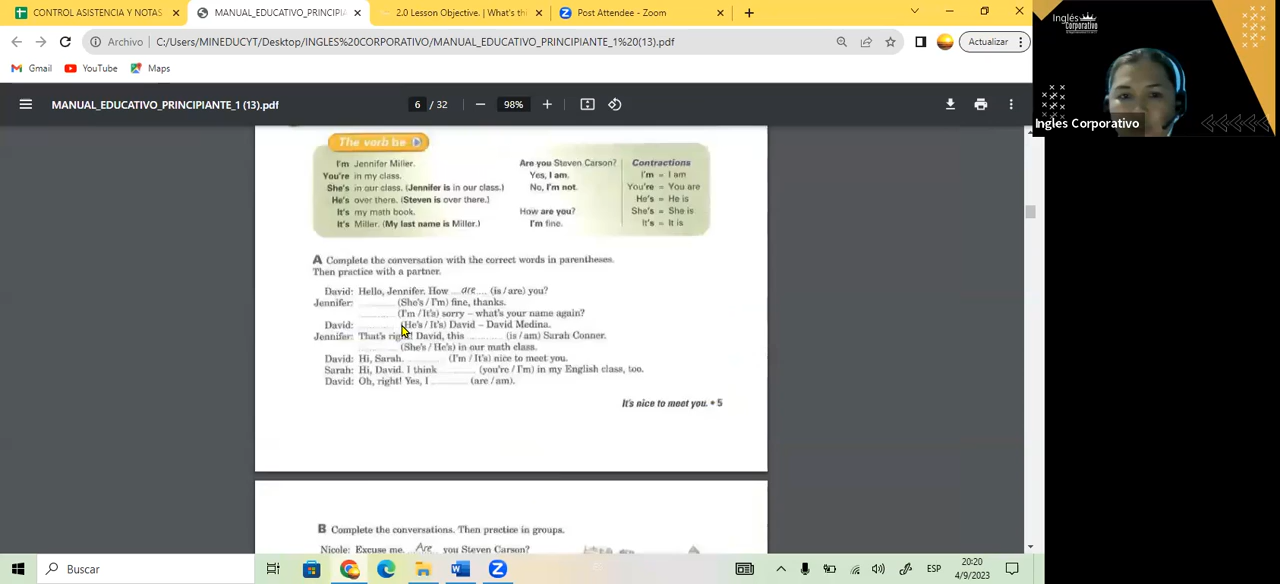 CONTROL ASISTENCIA Y NOTAS
MANUAL_EDUCATIVO_PRINCIPIA
2.0 Lesson Objective. | What's thi
Post Attendee - Zoom
Archivo
C:/Users/MINEDUCYT/Desktop/INGLES%20CORPORATIVO/MANUAL_EDUCATIVO_PRINCIPIANTE_1%20(13).pdf
Actualizar
Gmail
YouTube
Maps
MANUAL_EDUCATIVO_PRINCIPIANTE_1 (13).pdf
6 / 32
98%
Inglés
Corporativo
Ingles Corporativo
The verb be
I'm Jennifer Miller.
You're in my class.
She's in our class. (Jennifer is in our class.)
He's over there. (Steven is over there.)
It's my math book.
It's Miller. (My last name is Miller.)
Are you Steven Carson?
Yes, I am.
No, I'm not.
How are you?
I'm fine.
Contractions
I'm = I am
You're = You are
He's = He is
She's = She is
It's = It is
A Complete the conversation with the correct words in parentheses.
Then practice with a partner.
David: Hello, Jennifer. How are (is / are) you?
Jennifer: (She's / I'm) fine, thanks.
(I'm / It's) sorry – what's your name again?
David: (He's / It's) David – David Medina.
Jennifer: That's right! David, this (is / am) Sarah Conner.
(She's / He's) in our math class.
David: Hi, Sarah. (I'm / It's) nice to meet you.
Sarah: Hi, David. I think (you're / I'm) in my English class, too.
David: Oh, right! Yes, I (are / am).
It's nice to meet you. • 5
B Complete the conversations. Then practice in groups.
Nicole: Excuse me. Are you Steven Carson?
Buscar
ESP
20:20
4/9/2023